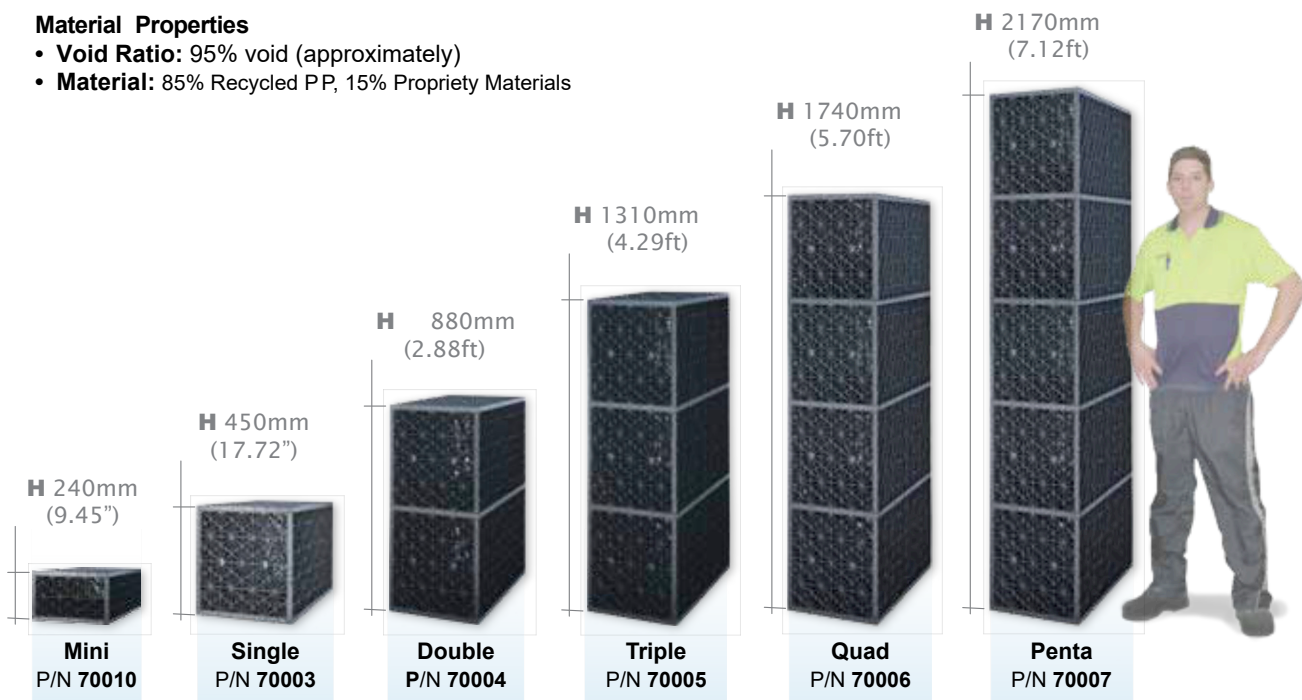 Material Properties
• Void Ratio: 95% void (approximately)
• Material: 85% Recycled PP, 15% Propriety Materials
H 2170mm
(7.12ft)
H 1740mm
(5.70ft)
H 1310mm
(4.29ft)
H 880mm
(2.88ft)
H 450mm
(17.72”)
H 240mm
(9.45”)
Mini
P/N 70010
Single
P/N 70003
Double
P/N 70004
Triple
P/N 70005
Quad
P/N 70006
Penta
P/N 70007